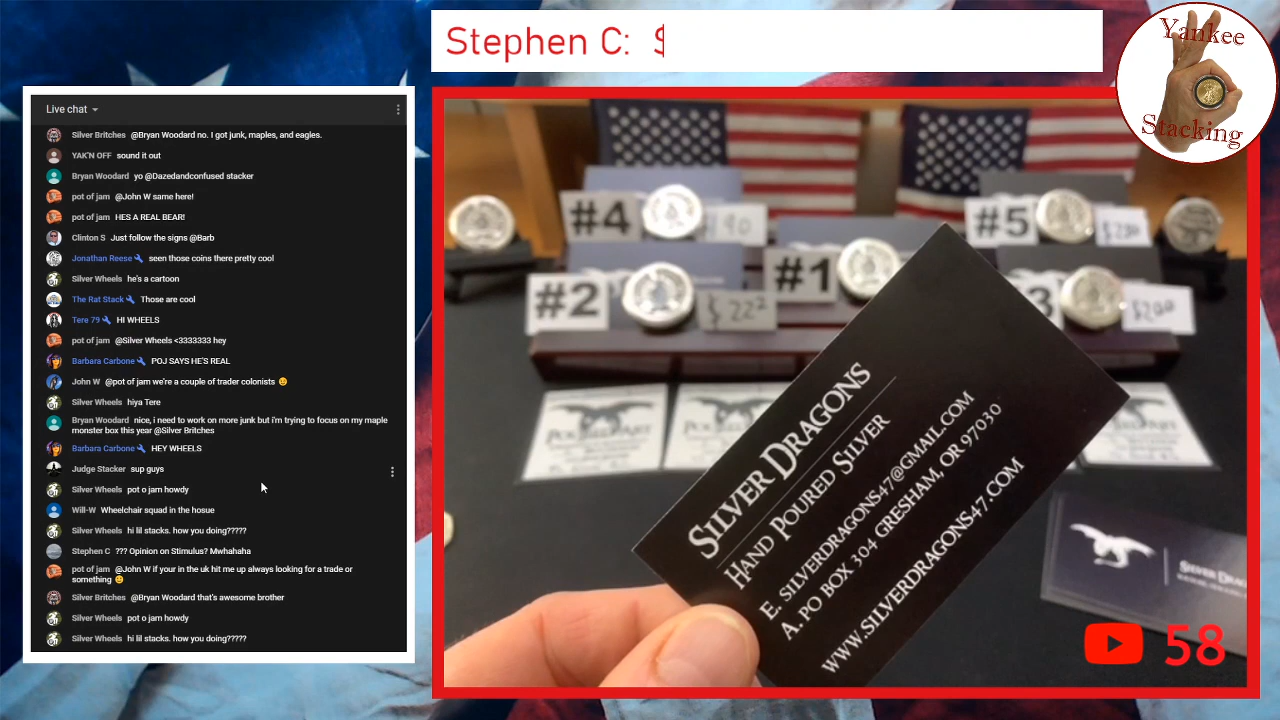 Stephen C: $
Yankee
Stacking
Live chat
Silver Britches @Bryan Woodard no. I got junk, maples, and eagles.
YAK'N OFF sound it out
Bryan Woodard yo @Dazedandconfused stacker
pot of jam @John W same here!
pot of jam HES A REAL BEAR!
Clinton S Just follow the signs @Barb
Jonathan Reese seen those coins there pretty cool
Silver Wheels he's a cartoon
The Rat Stack Those are cool
Tere 79 HI WHEELS
pot of jam @Silver Wheels <3333333 hey
Barbara Carbone POJ SAYS HE'S REAL
John W @pot of jam we're a couple of trader colonists 😉
Silver Wheels hiya Tere
Bryan Woodard nice, i need to work on more junk but i'm trying to focus on my maple
monster box this year @Silver Britches
Barbara Carbone HEY WHEELS
Judge Stacker sup guys
Silver Wheels pot o jam howdy
Will-W Wheelchair squad in the hosue
Silver Wheels hi lil stacks. how you doing?????
Stephen C ??? Opinion on Stimulus? Mwhahaha
pot of jam @John W if your in the uk hit me up always looking for a trade or
something 🙂
Silver Britches @Bryan Woodard that's awesome brother
Silver Wheels pot o jam howdy
Silver Wheels hi lil stacks. how you doing?????
#4
#5
#2
$ 222
#1
3
$200
SILVER DRAGONS
HAND POURED SILVER
E. SILVERDRAGONS47@GMAIL.COM
A. PO BOX 304 GRESHAM, OR 97030
WWW.SILVERDRAGONS47.COM
SILVER DRAG
58